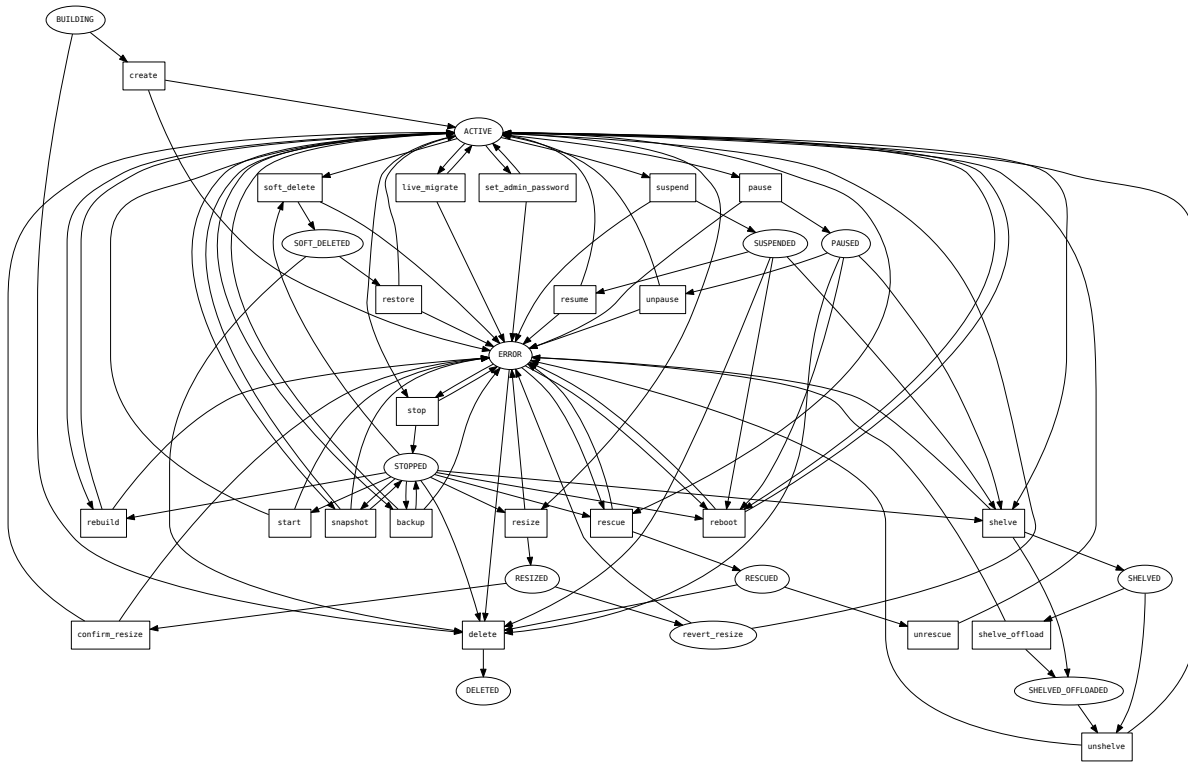 BUILDING
create
ACTIVE
soft_delete
live_migrate
set_admin_password
suspend
pause
SOFT_DELETED
SUSPENDED
PAUSED
restore
resume
unpause
ERROR
stop
STOPPED
rebuild
start
snapshot
backup
resize
rescue
reboot
shelve
RESIZED
RESCUED
SHELVED
confirm_resize
delete
revert_resize
unrescue
shelve_offload
DELETED
SHELVED_OFFLOADED
unshelve